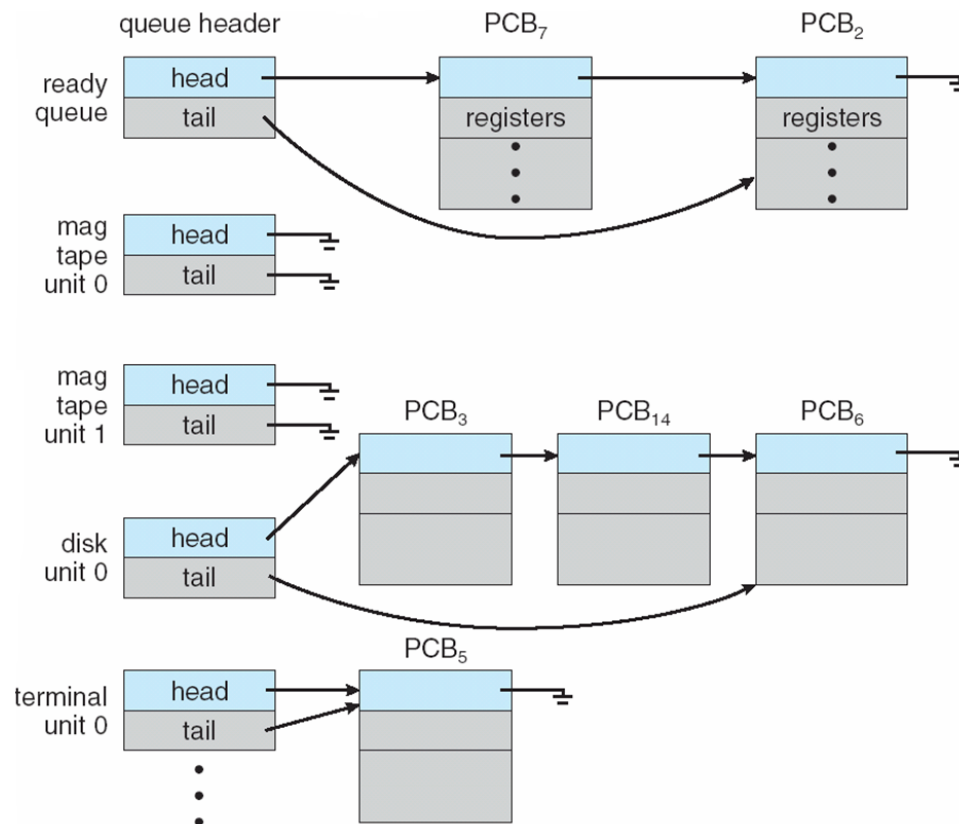 queue header
PCB₇
PCB₂
ready
queue
head
tail
registers
registers
mag
tape
unit 0
head
tail
mag
tape
unit 1
head
tail
PCB₃
PCB₁₄
PCB₆
disk
unit 0
head
tail
PCB₅
terminal
unit 0
head
tail